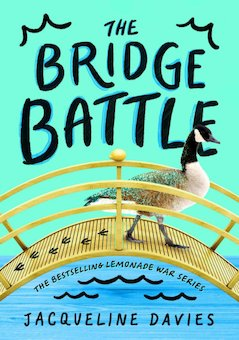 THE
BRIDGE
BATTLE
THE BESTSELLING LEMONADE WAR SERIES
JACQUELINE DAVIES